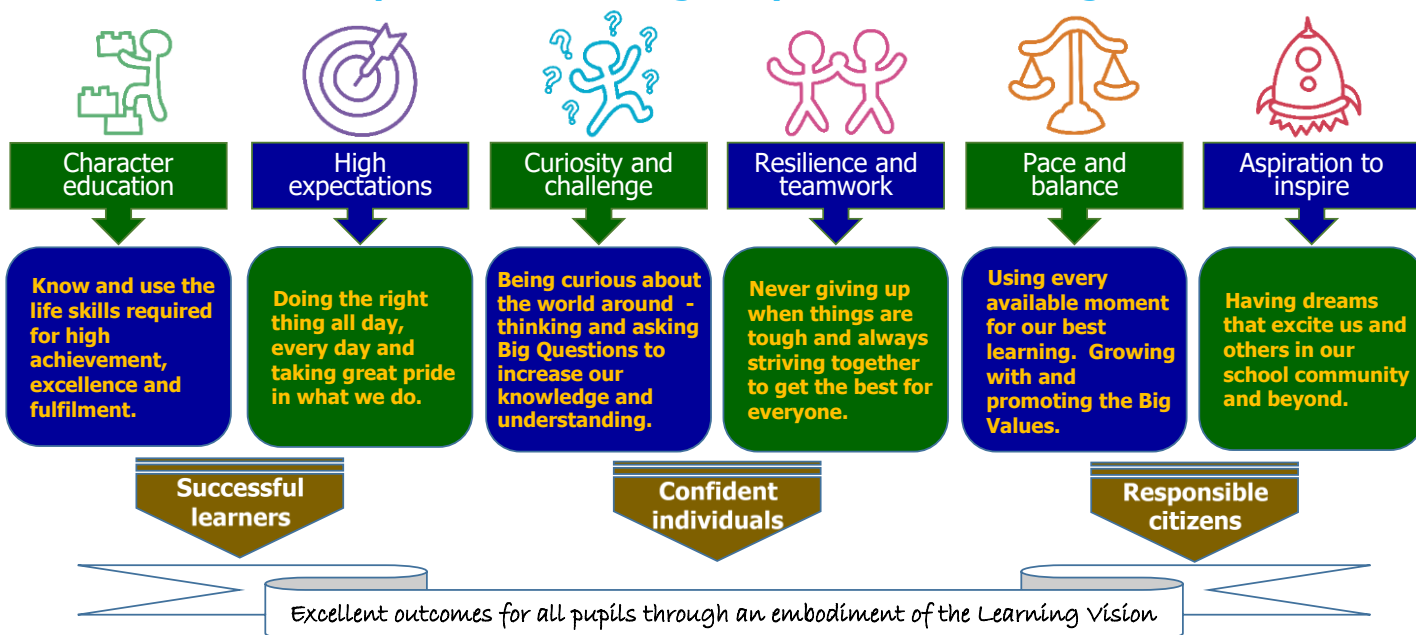 Character
education
High
expectations
Curiosity and
challenge
Resilience and
teamwork
Pace and
balance
Aspiration to
inspire
Know and use the
life skills required
for high
achievement,
excellence and
fulfilment.
Doing the right
thing all day,
every day and
taking great pride
in what we do.
Being curious about
the world around -
thinking and asking
Big Questions to
increase our
knowledge and
understanding.
Never giving up
when things are
tough and always
striving together
to get the best for
everyone.
Using every
available moment
for our best
learning. Growing
with and
promoting the Big
Values.
Having dreams
that excite us and
others in our
school community
and beyond.
Successful
learners
Confident
individuals
Responsible
citizens
Excellent outcomes for all pupils through an embodiment of the Learning Vision